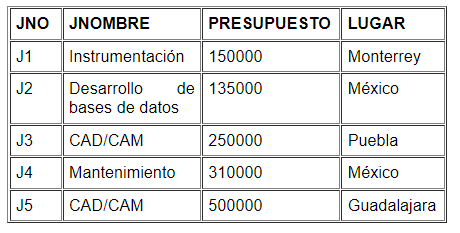 JNO JNOMBRE PRESUPUESTO LUGAR
J1 Instrumentación 150000 Monterrey
J2 Desarrollo de 135000 México
bases de datos
J3 CAD/CAM 250000 Puebla
J4 Mantenimiento 310000 México
J5 CAD/CAM 500000 Guadalajara